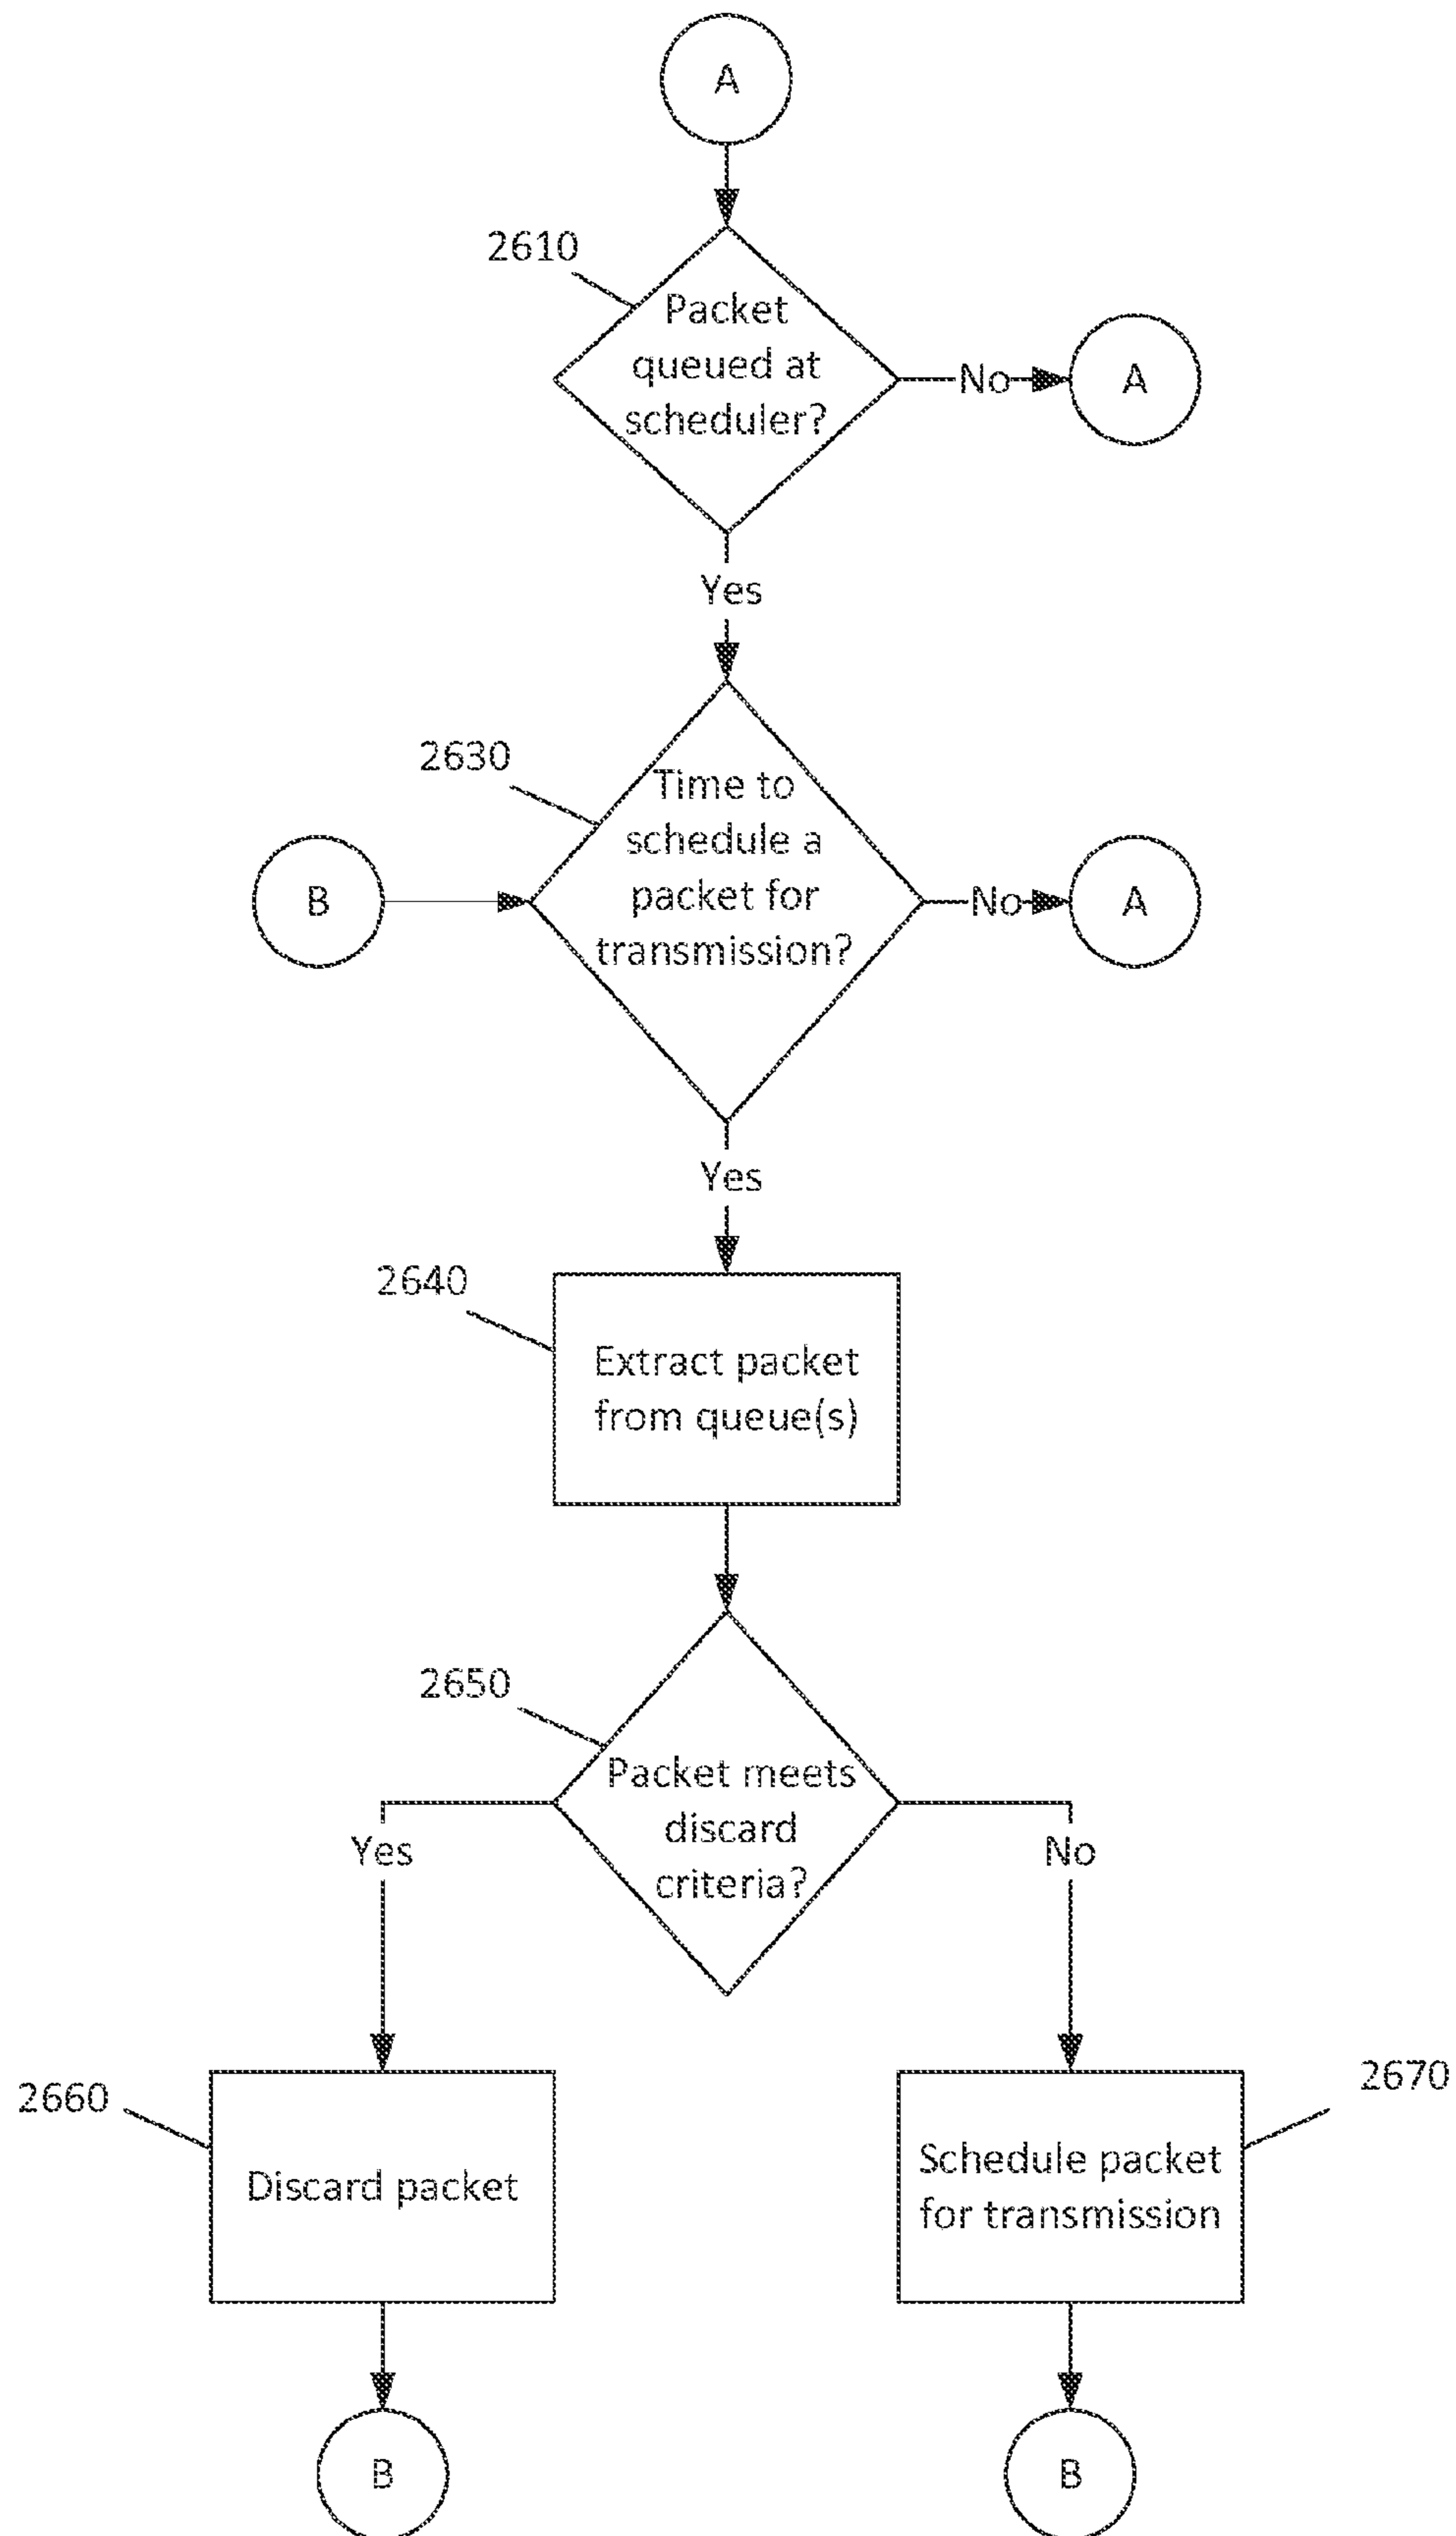 A
2610
Packet
queued at
scheduler?
No
A
Yes
2630
Time to
schedule a
packet for
transmission?
B
No
A
Yes
2640
Extract packet
from queue(s)
2650
Packet meets
discard
criteria?
Yes
No
2660
Discard packet
2670
Schedule packet
for transmission
B
B